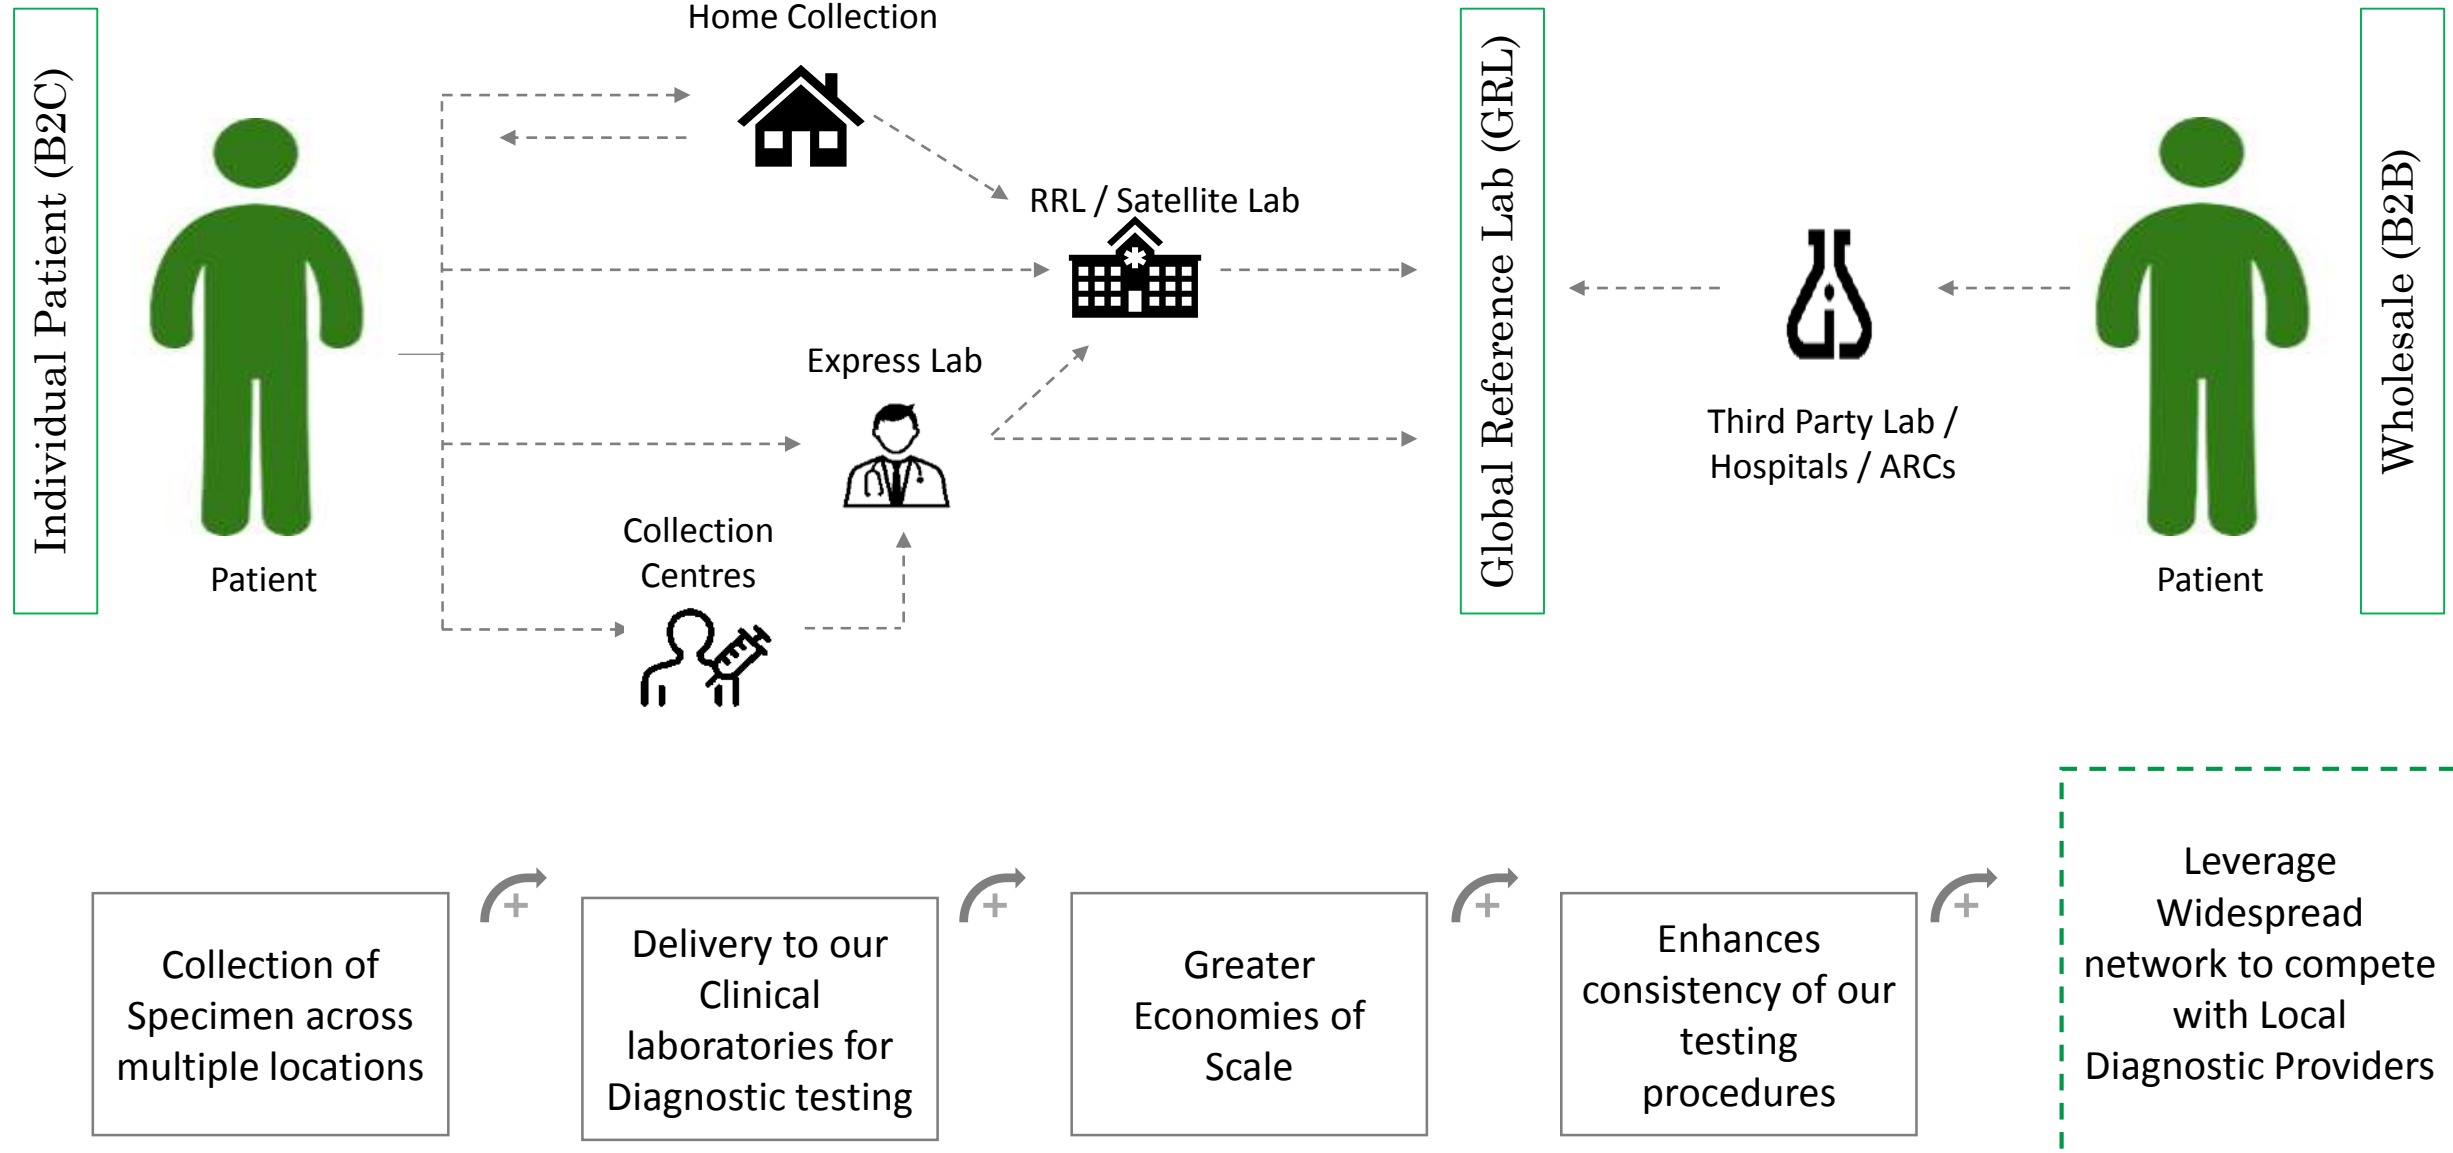 Home Collection
Individual Patient (B2C)
Global Reference Lab (GRL)
Wholesale (B2B)
RRL / Satellite Lab
Express Lab
Third Party Lab /
Hospitals / ARCs
Collection
Centres
Patient
Patient
Collection of
Specimen across
multiple locations
+
Delivery to our
Clinical
laboratories for
Diagnostic testing
+
Greater
Economies of
Scale
+
Enhances
consistency of our
testing
procedures
+
Leverage
Widespread
network to compete
with Local
Diagnostic Providers